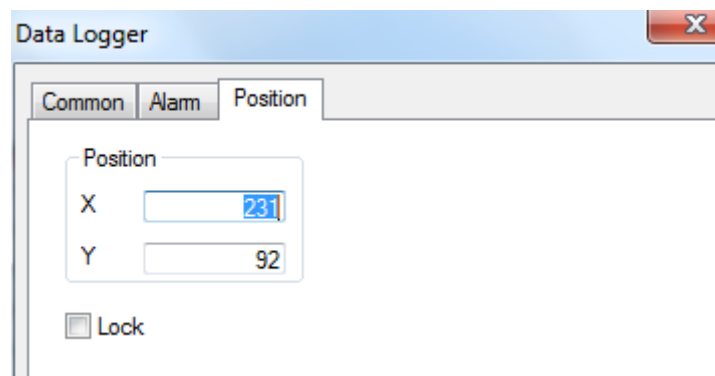 Data Logger
Common Alarm Position
Position
X 231
Y 92
Lock